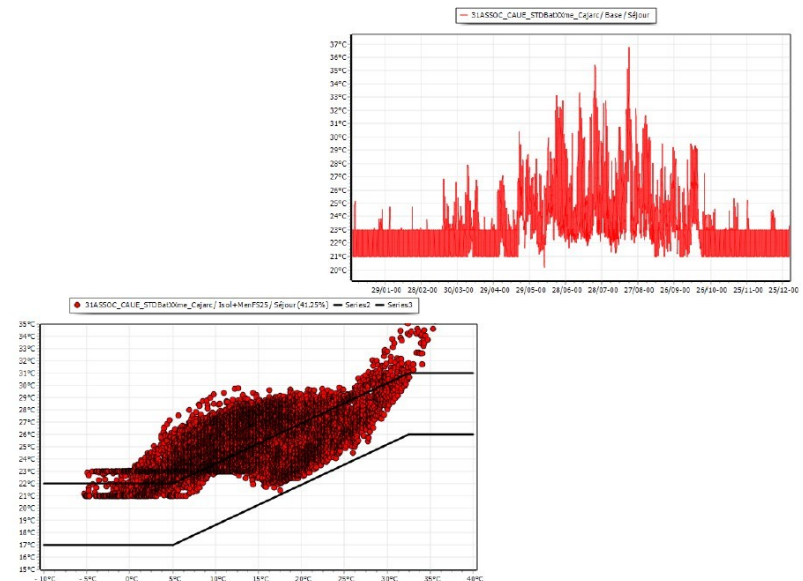 31ASSOC_CAUE_STDBatXXme_Cajarc / Base / Séjour
37°C
36°C
35°C
34°C
33°C
32°C
31°C
30°C
29°C
28°C
27°C
26°C
25°C
24°C
23°C
22°C
21°C
20°C
29/01-00 28/02-00 30/03-00 29/04-00 29/05-00 28/06-00 28/07-00 27/08-00 26/09-00 25/10-00 25/11-00 25/12-00
31ASSOC_CAUE_STDBatXXme_Cajarc / Isol+MenFS25 / Séjour (41.25%) Series2 Series3
35°C
34°C
33°C
32°C
31°C
30°C
29°C
28°C
27°C
26°C
25°C
24°C
23°C
22°C
21°C
20°C
19°C
18°C
17°C
16°C
15°C
-10°C -5°C 0°C 5°C 10°C 15°C 20°C 25°C 30°C 35°C 40°C